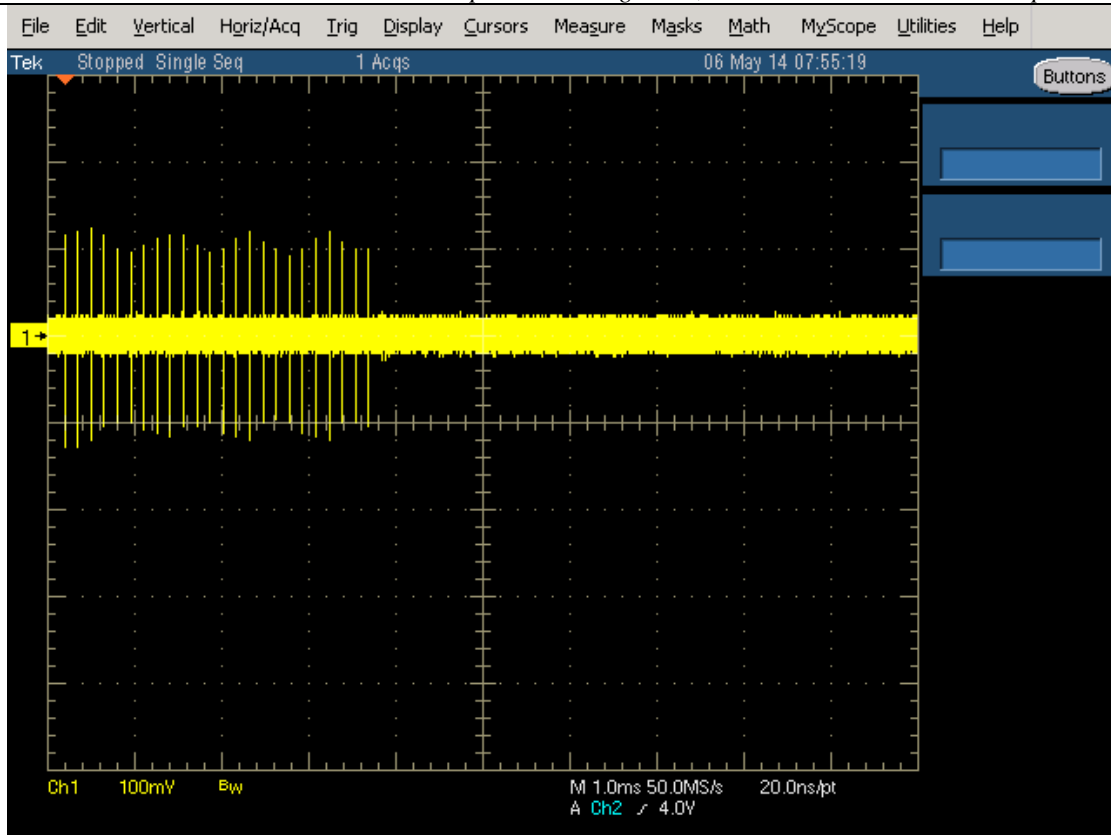 File Edit Vertical Horiz/Acq Trig Display Cursors Measure Masks Math MyScope Utilities Help
Tek Stopped Single Seq 1 Acqs 06 May 14 07:55:19
Buttons
1
Ch1 100mV Bw M 1.0ms 50.0MS/s 20.0ns/pt
A Ch2 / 4.0V